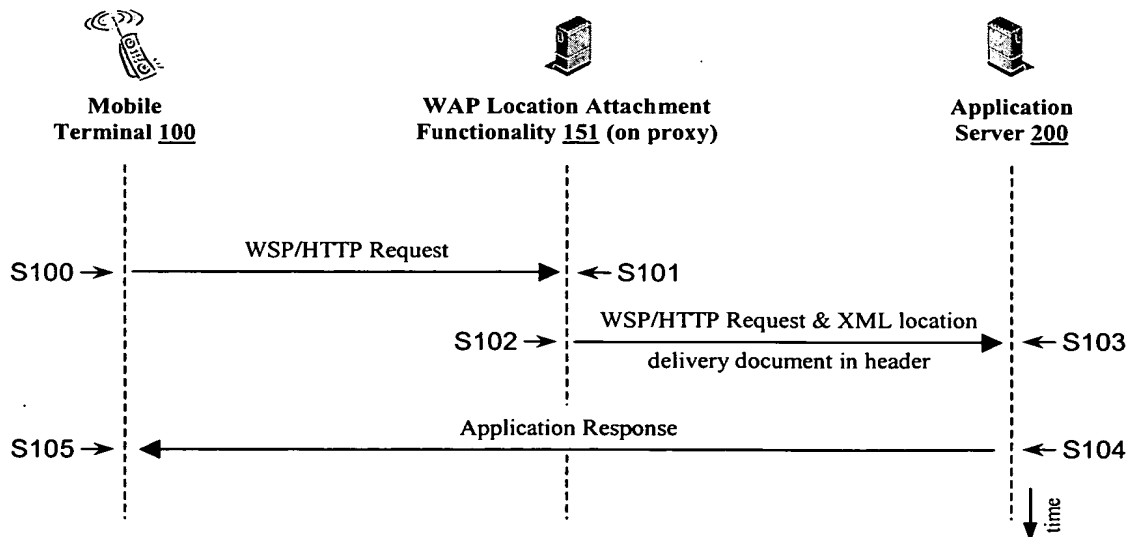 Mobile
Terminal 100
WAP Location Attachment
Functionality 151 (on proxy)
Application
Server 200
WSP/HTTP Request
S100
S101
WSP/HTTP Request & XML location
S102
S103
delivery document in header
Application Response
S105
S104
time